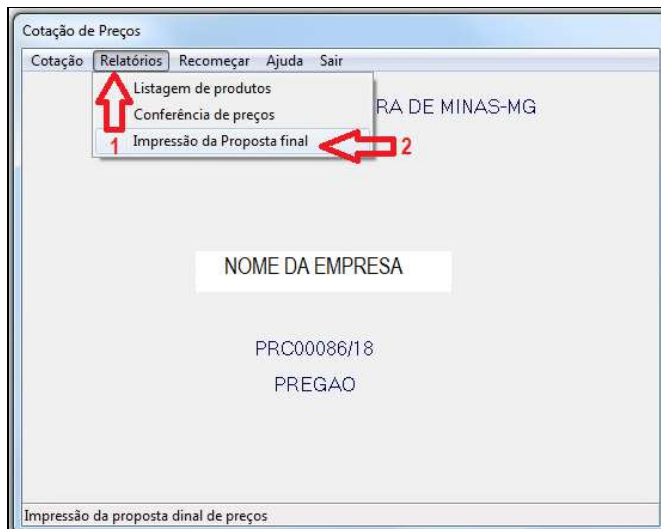 Cotação de Preços
Cotação Relatórios Recomeçar Ajuda Sair
Listagem de produtos
RA DE MINAS-MG
Conferência de preços
1 Impressão da Proposta final 2
NOME DA EMPRESA
PRC00086/18
PREGAO
Impressão da proposta dinal de preços